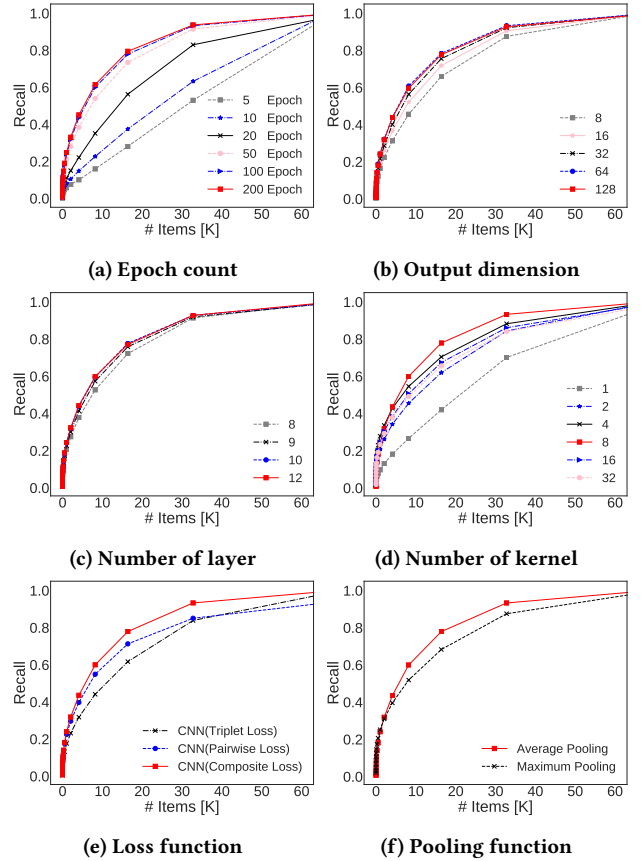 1.0
0.8
0.6
0.4
0.2
0.0
Recall
0 10 20 30 40 50 60
# Items [K]
5 Epoch
10 Epoch
20 Epoch
50 Epoch
100 Epoch
200 Epoch
(a) Epoch count
1.0
0.8
0.6
0.4
0.2
0.0
Recall
0 10 20 30 40 50 60
# Items [K]
8
16
32
64
128
(b) Output dimension
1.0
0.8
0.6
0.4
0.2
0.0
Recall
0 10 20 30 40 50 60
# Items [K]
8
9
10
12
(c) Number of layer
1.0
0.8
0.6
0.4
0.2
0.0
Recall
0 10 20 30 40 50 60
# Items [K]
1
2
4
8
16
32
(d) Number of kernel
1.0
0.8
0.6
0.4
0.2
0.0
Recall
0 10 20 30 40 50 60
# Items [K]
CNN(Triplet Loss)
CNN(Pairwise Loss)
CNN(Composite Loss)
(e) Loss function
1.0
0.8
0.6
0.4
0.2
0.0
Recall
0 10 20 30 40 50 60
# Items [K]
Average Pooling
Maximum Pooling
(f) Pooling function